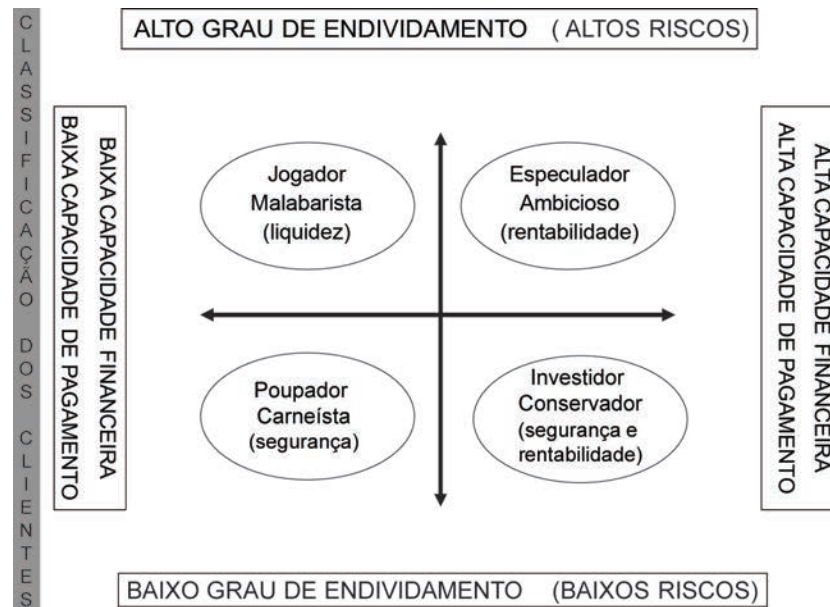 CLASSIFICAÇÃO DOS CLIENTES
ALTO GRAU DE ENDIVIDAMENTO (ALTOS RISCOS)
BAIXA CAPACIDADE FINANCEIRA
BAIXA CAPACIDADE DE PAGAMENTO
Jogador
Malabarista
(liquidez)
Especulador
Ambicioso
(rentabilidade)
ALTA CAPACIDADE FINANCEIRA
ALTA CAPACIDADE DE PAGAMENTO
Poupador
Carneísta
(segurança)
Investidor
Conservador
(segurança e
rentabilidade)
BAIXO GRAU DE ENDIVIDAMENTO (BAIXOS RISCOS)